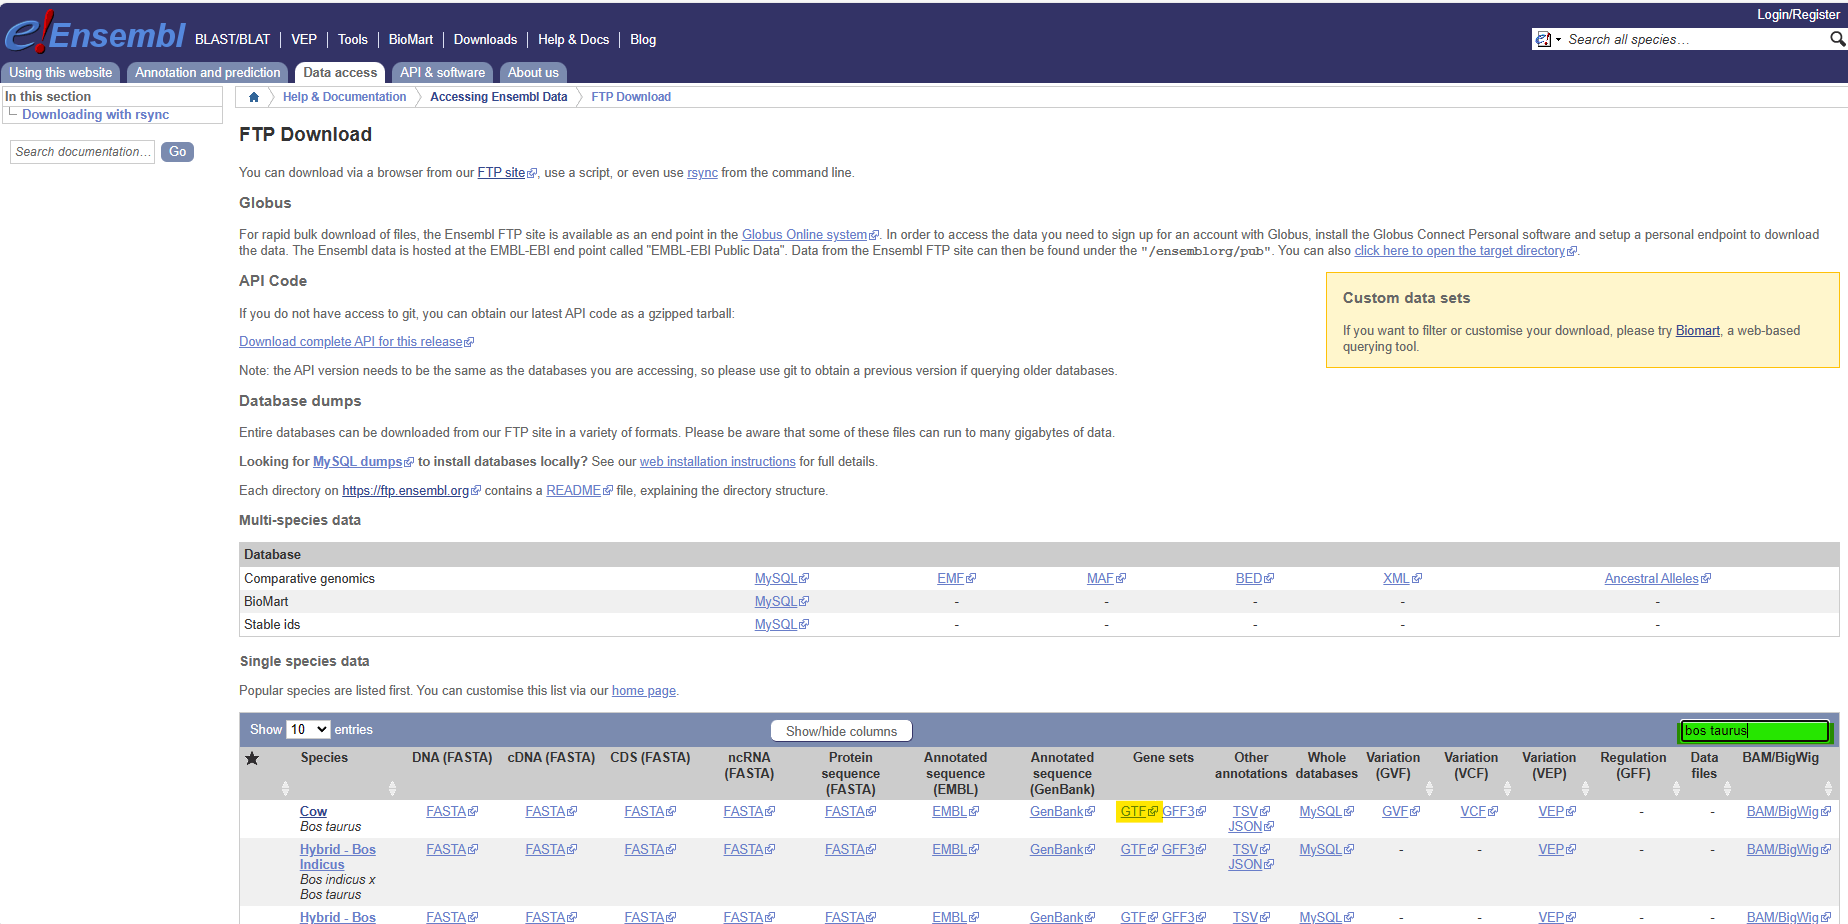 Login/Register
e!Ensembl BLAST/BLAT VEP Tools BioMart Downloads Help & Docs Blog
Search all species…
Using this website Annotation and prediction Data access API & software About us
In this section
Downloading with rsync
Search documentation… Go
Help & Documentation Accessing Ensembl Data FTP Download
FTP Download
You can download via a browser from our FTP site, use a script, or even use rsync from the command line.
Globus
For rapid bulk download of files, the Ensembl FTP site is available as an end point in the Globus Online system. In order to access the data you need to sign up for an account with Globus, install the Globus Connect Personal software and setup a personal endpoint to download
the data. The Ensembl data is hosted at the EMBL-EBI end point called "EMBL-EBI Public Data". Data from the Ensembl FTP site can then be found under the "/ensemblorg/pub". You can also click here to open the target directory.
API Code
If you do not have access to git, you can obtain our latest API code as a gzipped tarball:
Download complete API for this release
Note: the API version needs to be the same as the databases you are accessing, so please use git to obtain a previous version if querying older databases.
Custom data sets
If you want to filter or customise your download, please try Biomart, a web-based
querying tool.
Database dumps
Entire databases can be downloaded from our FTP site in a variety of formats. Please be aware that some of these files can run to many gigabytes of data.
Looking for MySQL dumps to install databases locally? See our web installation instructions for full details.
Each directory on https://ftp.ensembl.org contains a README file, explaining the directory structure.
Multi-species data
Database
Comparative genomics MySQL EMF MAF BED XML Ancestral Alleles
BioMart MySQL - - - - -
Stable ids MySQL - - - - -
Single species data
Popular species are listed first. You can customise this list via our home page.
Show 10 entries Show/hide columns bos taurus
★ Species DNA (FASTA) cDNA (FASTA) CDS (FASTA) ncRNA Protein Annotated Annotated Gene sets Other Whole Variation Variation Variation Regulation Data BAM/BigWig
(FASTA) sequence sequence sequence annotations databases (GVF) (VCF) (VEP) (GFF) files
(FASTA) (EMBL) (GenBank)
Cow FASTA FASTA FASTA FASTA FASTA EMBL GenBank GTF GFF3 TSV MySQL GVF VCF VEP - - BAM/BigWig
Bos taurus JSON
Hybrid - Bos FASTA FASTA FASTA FASTA FASTA EMBL GenBank GTF GFF3 TSV MySQL - - VEP - - BAM/BigWig
Indicus JSON
Bos indicus x
Bos taurus
Hybrid - Bos FASTA FASTA FASTA FASTA FASTA EMBL GenBank GTF GFF3 TSV MySQL - - VEP - - BAM/BigWig